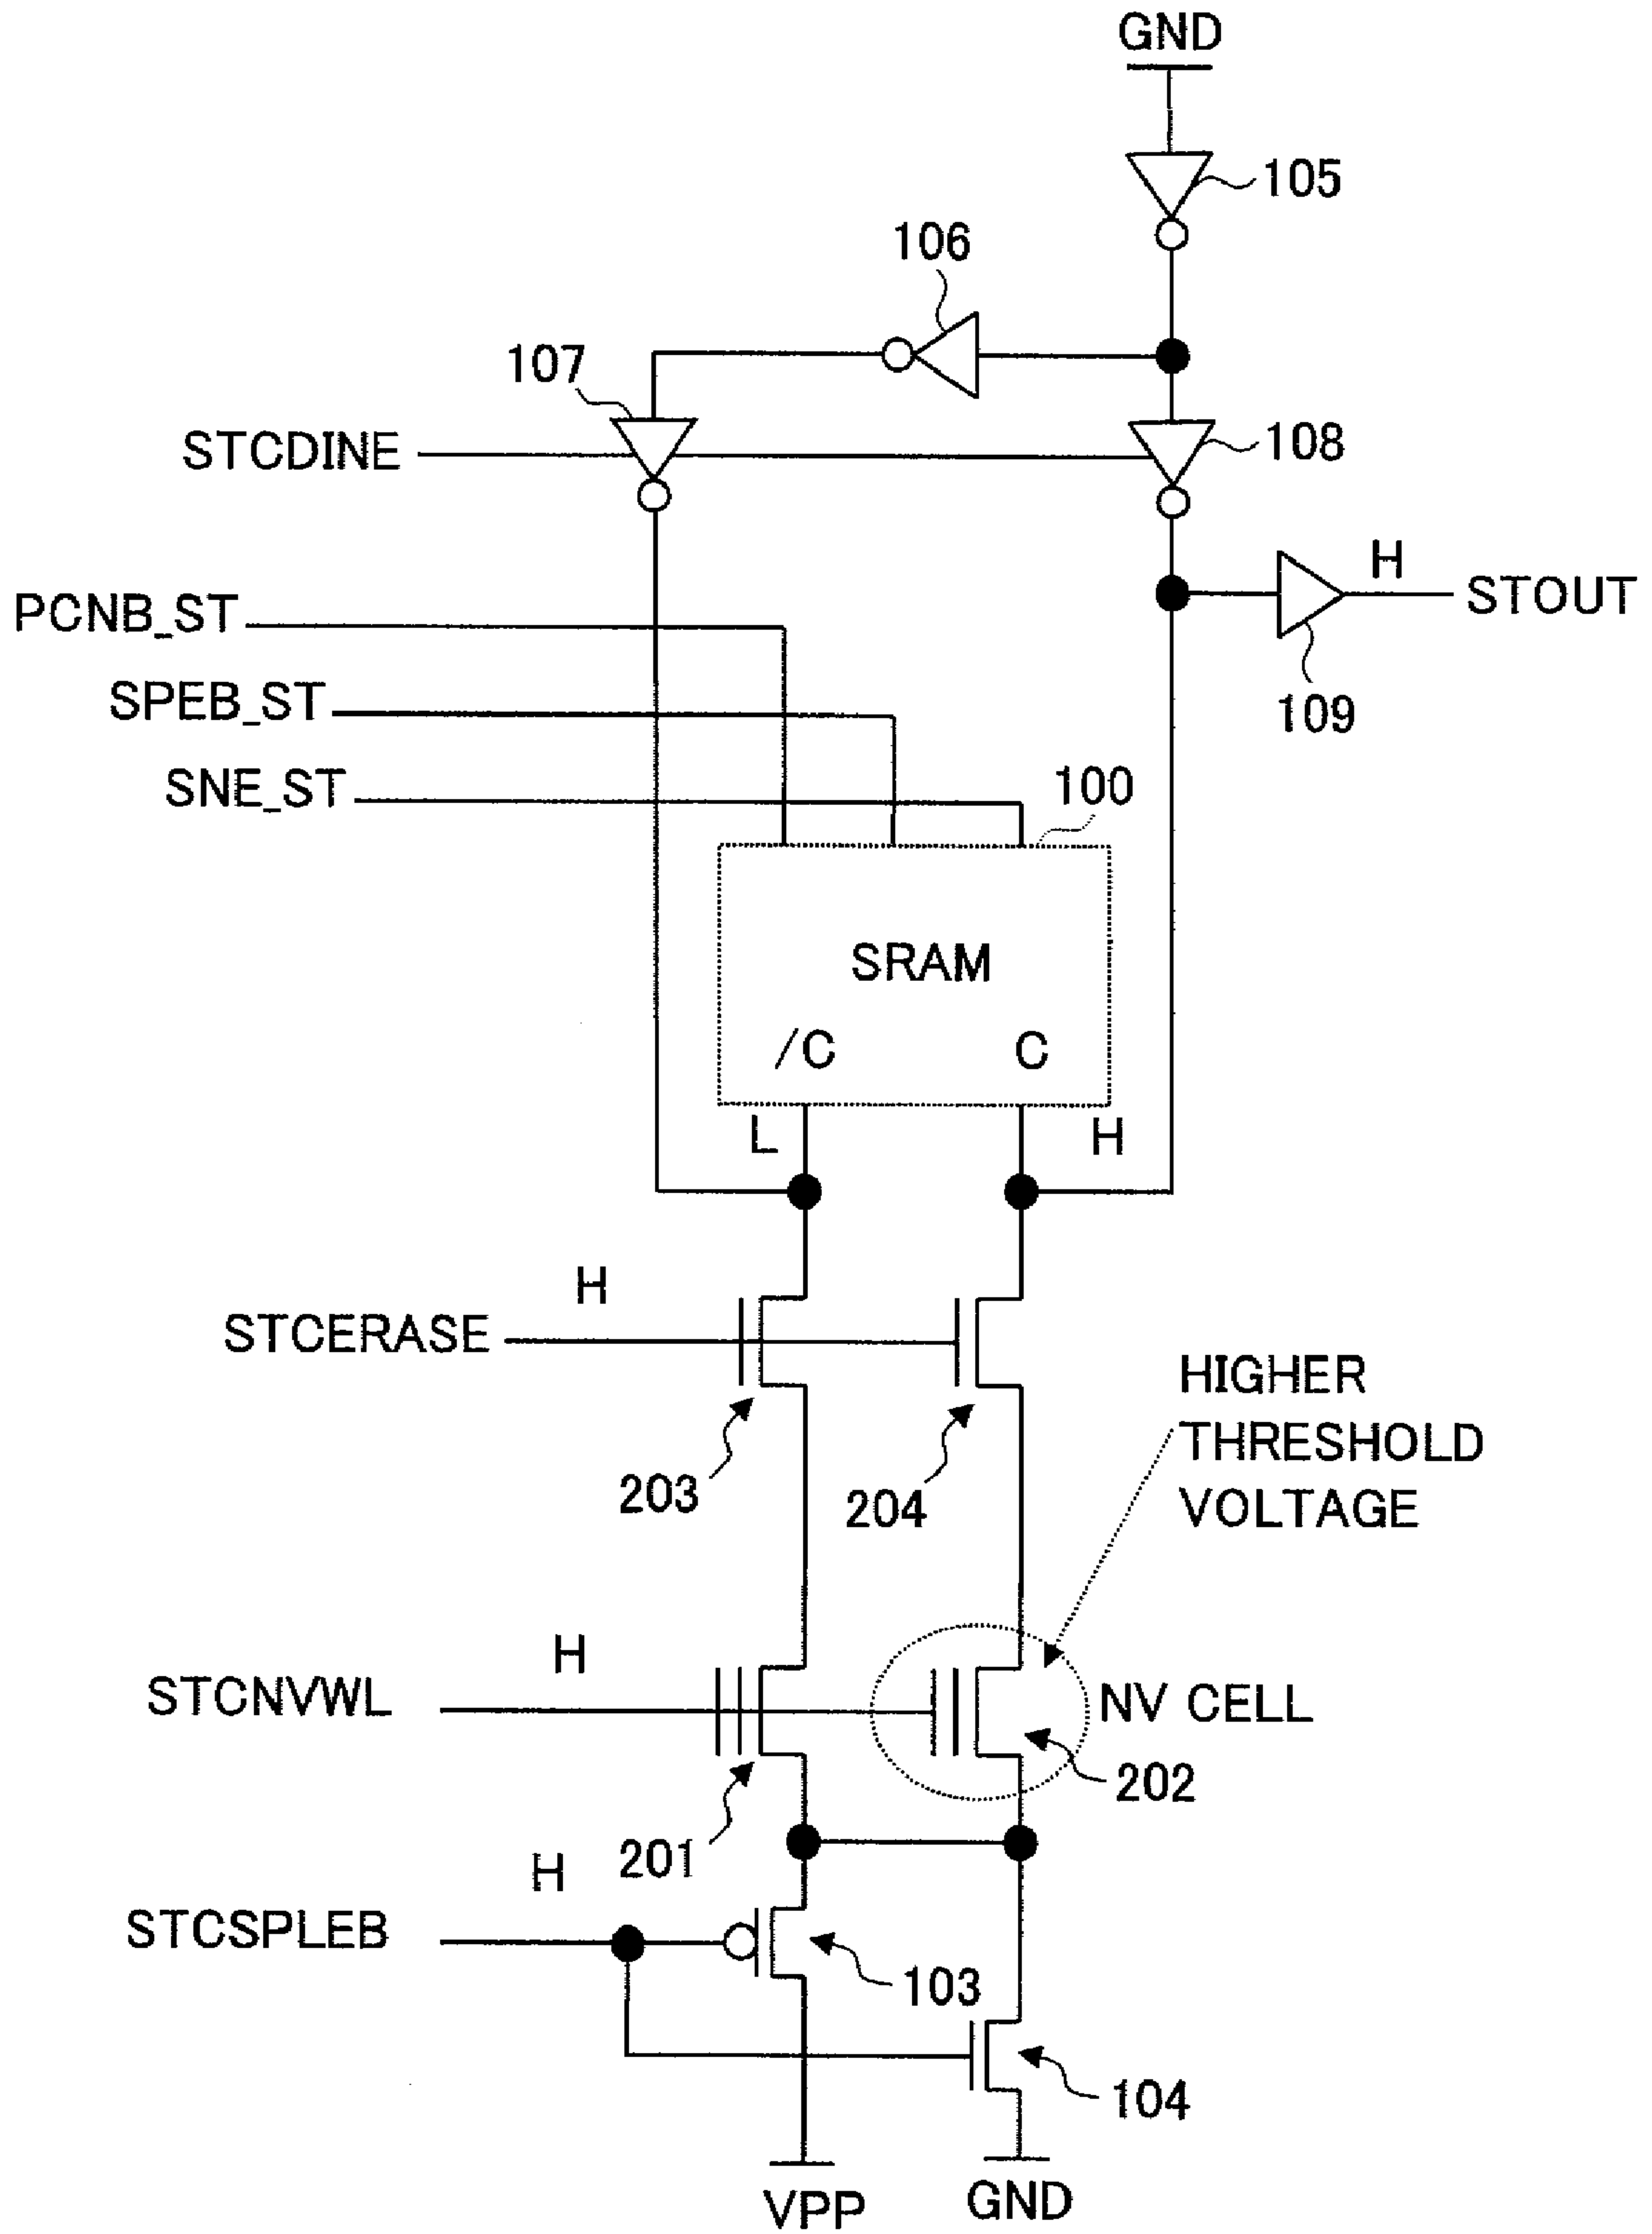 GND
105
106
107
STCDINE
108
H
STOUT
PCNB_ST
109
SPEB_ST
SNE_ST
100
SRAM
/C
C
L
H
H
STCERASE
HIGHER
THRESHOLD
VOLTAGE
203
204
H
STCNVWL
NV CELL
202
201
H
STCSPLEB
103
104
VPP
GND